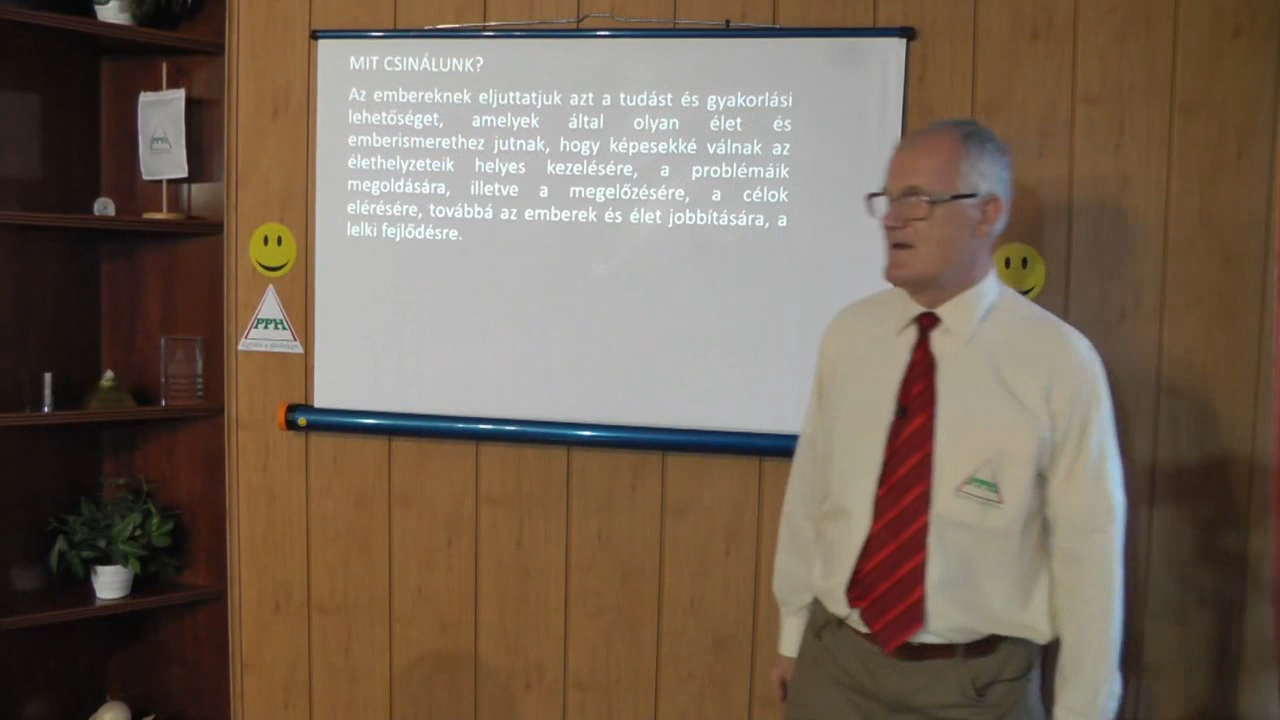 MIT CSINÁLUNK?
Az embereknek eljuttatjuk azt a tudást és gyakorlási
lehetőséget, amelyek által olyan élet és
emberismerethez jutnak, hogy képesekké válnak az
élethelyzeteik helyes kezelésére, a problémáik
megoldására, illetve a megelőzésére, a célok
elérésére, továbbá az emberek és élet jobbítására, a
lelki fejlődésre.
PPH
PPH